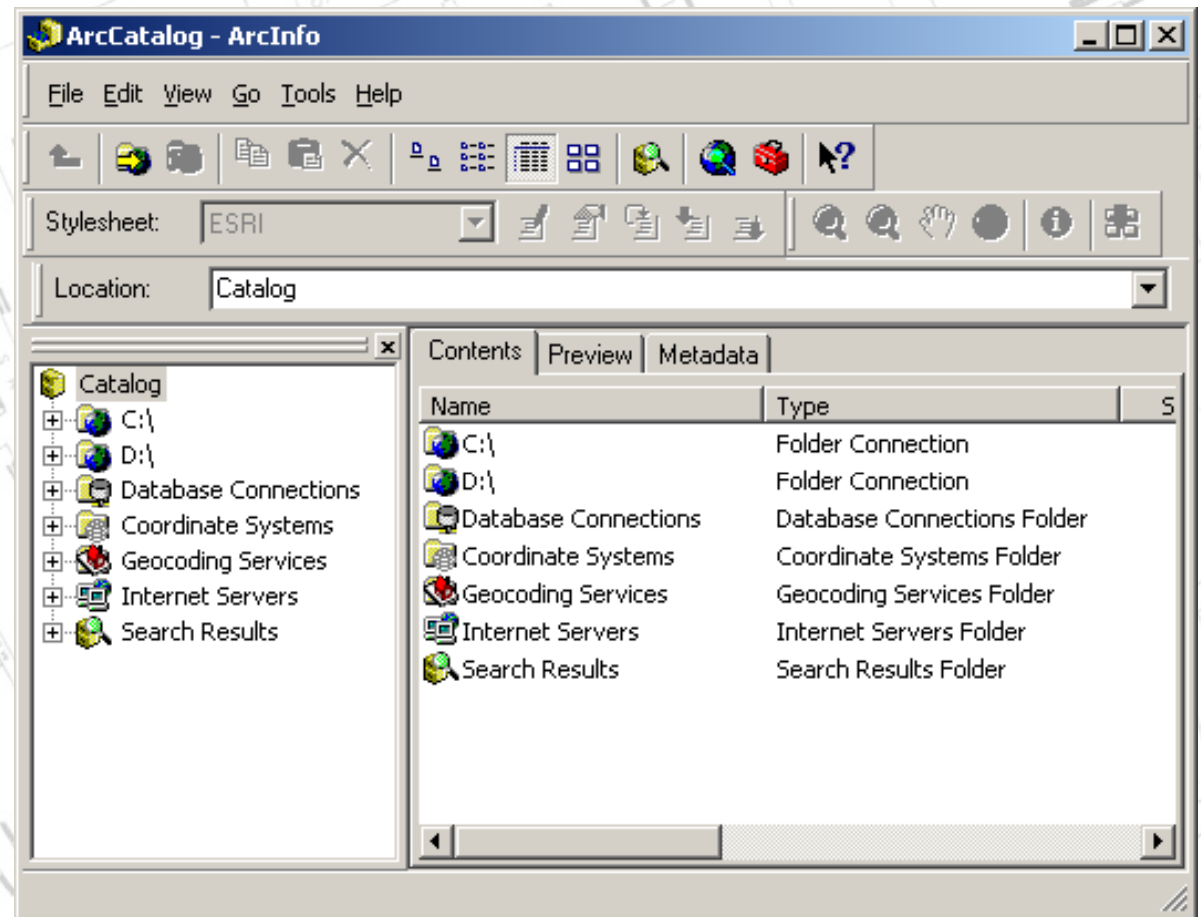 ArcCatalog - ArcInfo
File Edit View Go Tools Help
Stylesheet: ESRI
Location: Catalog
Catalog
C:\
D:\
Database Connections
Coordinate Systems
Geocoding Services
Internet Servers
Search Results
Contents Preview Metadata
Name Type S
C:\ Folder Connection
D:\ Folder Connection
Database Connections Database Connections Folder
Coordinate Systems Coordinate Systems Folder
Geocoding Services Geocoding Services Folder
Internet Servers Internet Servers Folder
Search Results Search Results Folder